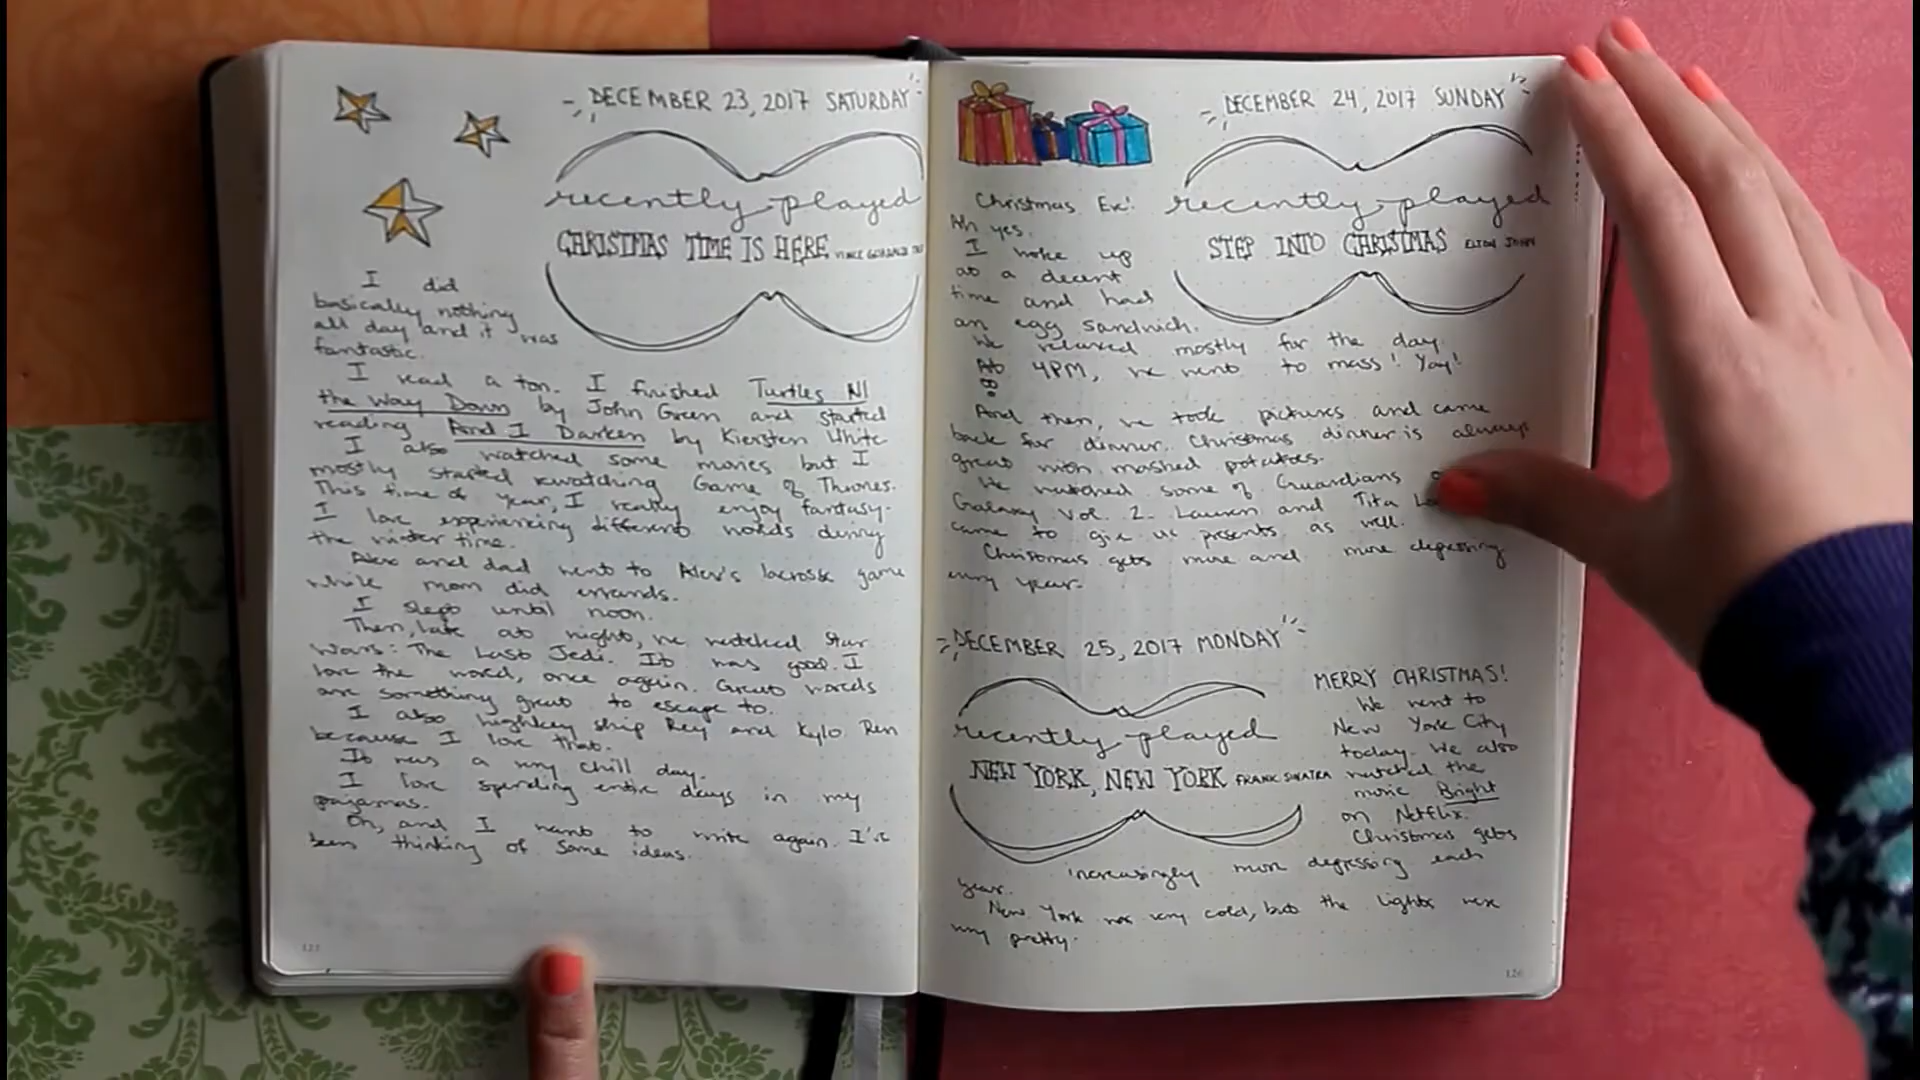 DECEMBER 23, 2017 SATURDAY
recently played
CHRISTMAS TIME IS HERE VINCE GUARALDI TRIO
I did
basically nothing
all day and it was
fantastic.
I read a ton. I finished Turtles All
the Way Down by John Green and started
reading And I Darken by Kiersten White
I also watched some movies but I
mostly started rewatching Game of Thrones.
This time of year, I really enjoy fantasy.
I love experiencing different worlds during
the winter time.
Alex and dad went to Alex's lacrosse game
while mom did errands.
I slept until noon.
Then, late at night, we watched Star
Wars: The Last Jedi. It was good. I
love the world, once again. Great worlds
are something great to escape to.
I also highkey ship Rey and Kylo Ren
because I love that.
It was a very chill day.
I love spending entire days in my
pajamas.
Oh, and I want to write again. I've
been thinking of some ideas.
DECEMBER 24, 2017 SUNDAY
recently played
STEP INTO CHRISTMAS ELTON JOHN
Christmas Eve!
Ah yes.
I woke up
at a decent
time and had
an egg sandwich.
We relaxed mostly for the day.
At 4PM, we went to mass! Yay!
And then, we took pictures and came
back for dinner. Christmas dinner is always
great with mashed potatoes.
We watched some of Guardians
Galaxy Vol. 2. Lauren and Tita
came to give us presents as well.
Christmas gets more and more depressing
every year.
DECEMBER 25, 2017 MONDAY
recently played
NEW YORK, NEW YORK FRANK SINATRA
MERRY CHRISTMAS!
We went to
New York City
today. We also
watched the
movie Bright
on Netflix.
Christmas gets
increasingly more depressing each
year.
New York was very cold, but the lights were
very pretty.
126